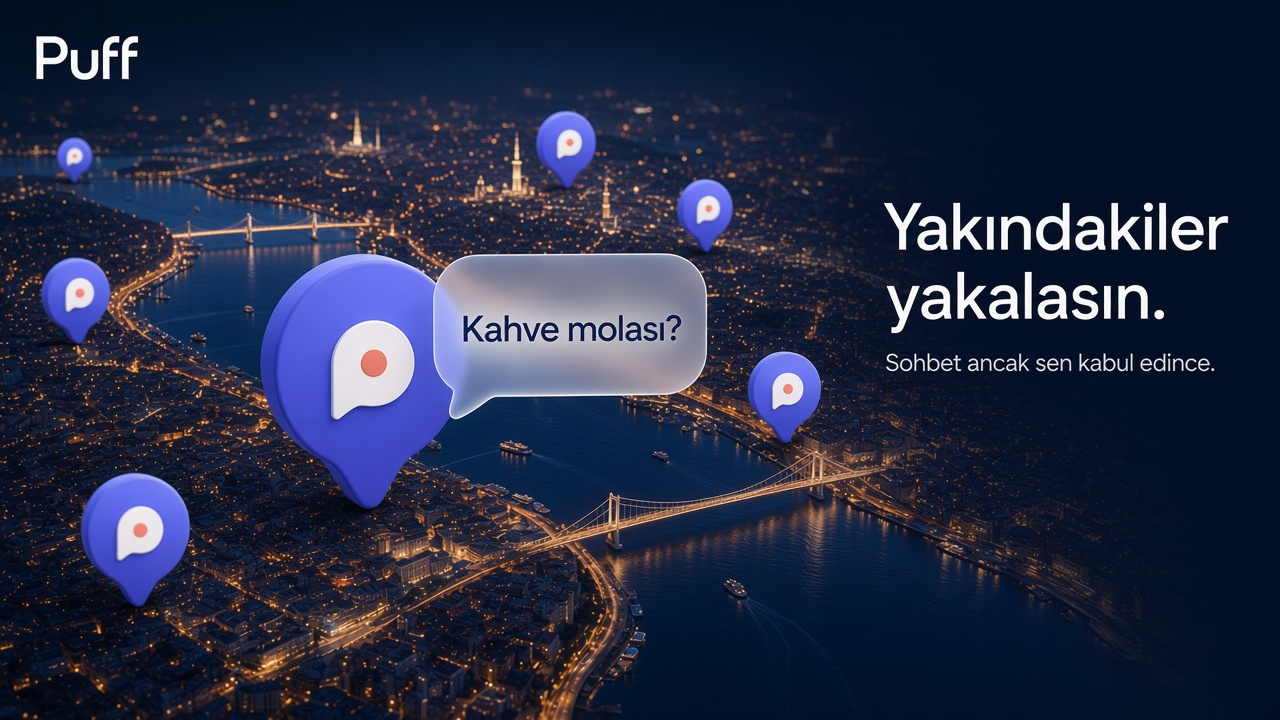 Puff
Kahve molası?
Yakındakiler
yakalasın.
Sohbet ancak sen kabul edince.